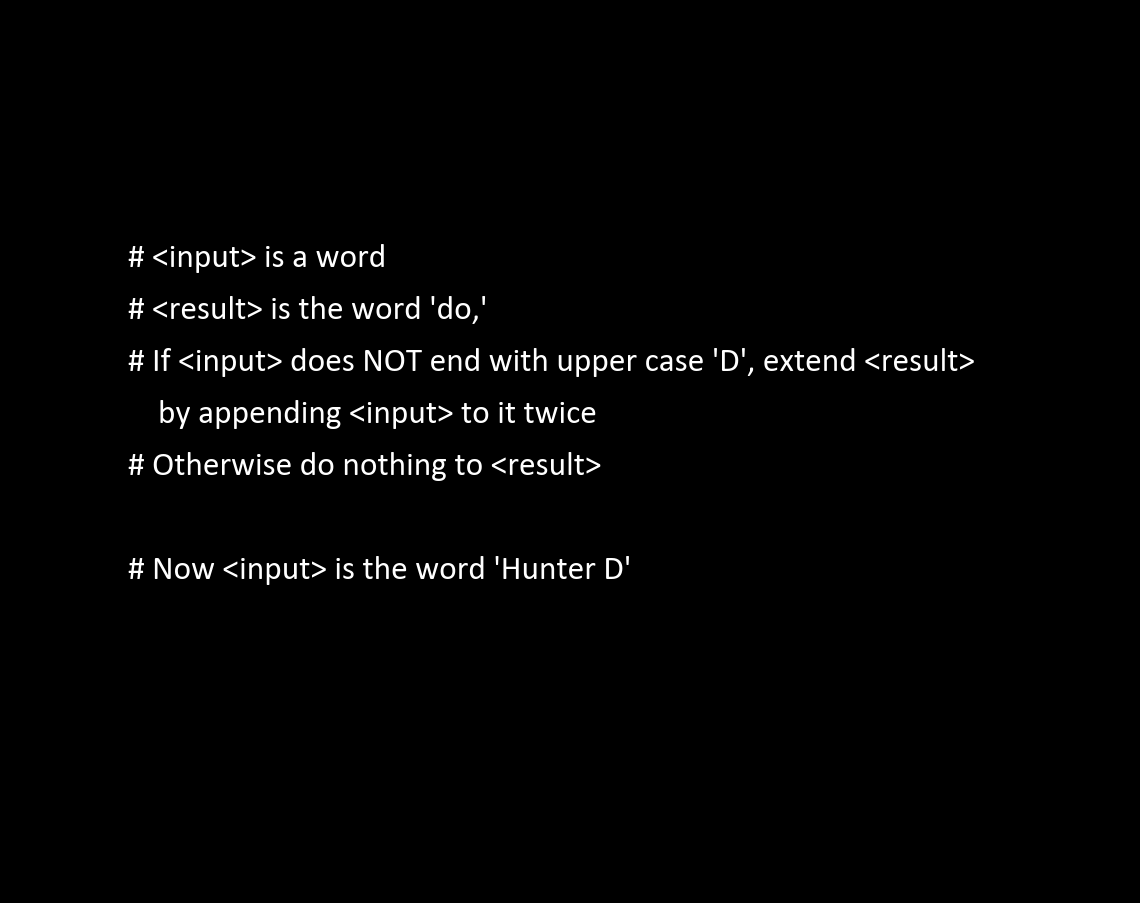 # <input> is a word
# <result> is the word 'do,'
# If <input> does NOT end with upper case 'D', extend <result>
by appending <input> to it twice
# Otherwise do nothing to <result>
# Now <input> is the word 'Hunter D'